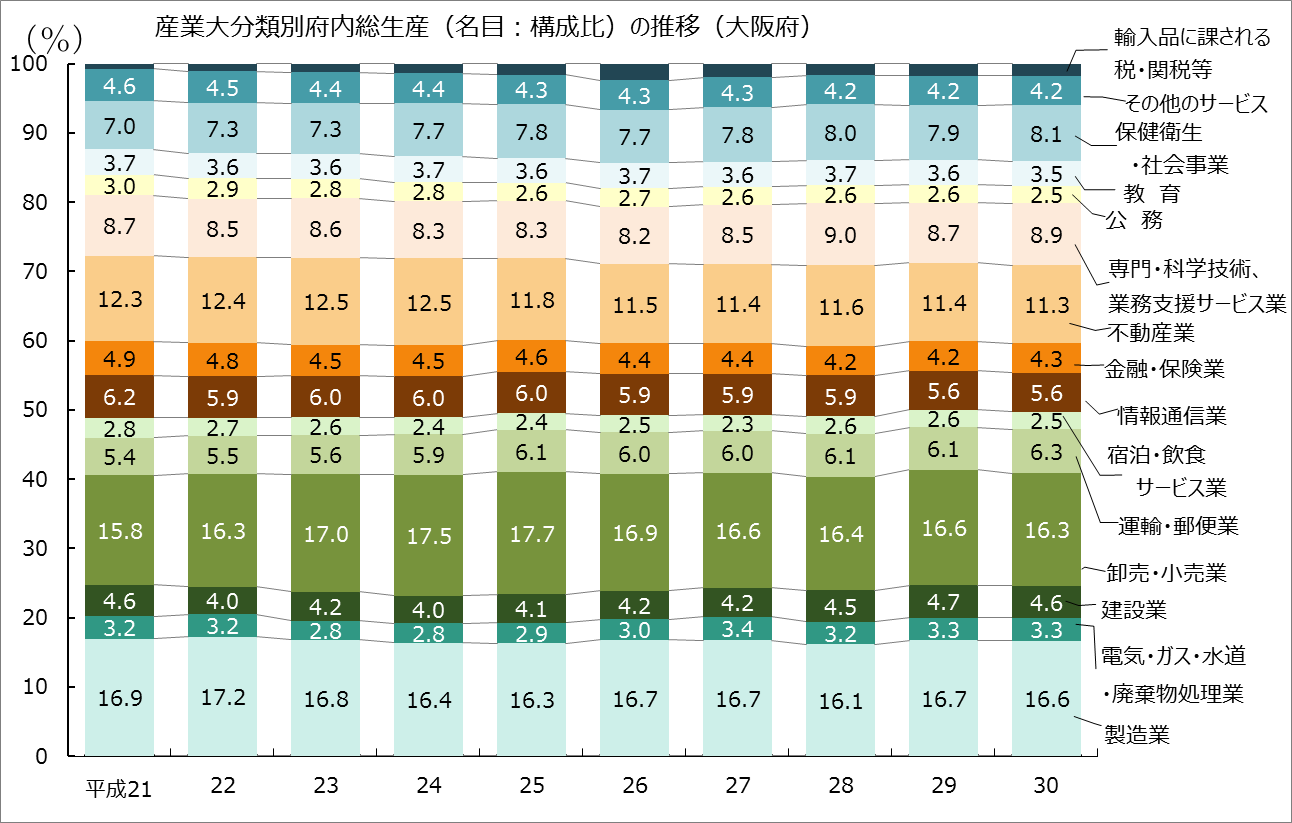 産業大分類別府内総生産（名目：構成比）の推移（大阪府）
（％）
100
90
80
70
60
50
40
30
20
10
0
4.6 4.5 4.4 4.4 4.3 4.3 4.3 4.2 4.2 4.2
7.0 7.3 7.3 7.7 7.8 7.7 7.8 8.0 7.9 8.1
3.7 3.6 3.6 3.7 3.6 3.7 3.6 3.7 3.6 3.5
3.0 2.9 2.8 2.8 2.6 2.7 2.6 2.6 2.6 2.5
8.7 8.5 8.6 8.3 8.3 8.2 8.5 9.0 8.7 8.9
12.3 12.4 12.5 12.5 11.8 11.5 11.4 11.6 11.4 11.3
4.9 4.8 4.5 4.5 4.6 4.4 4.4 4.2 4.2 4.3
6.2 5.9 6.0 6.0 6.0 5.9 5.9 5.9 5.6 5.6
2.8 2.7 2.6 2.4 2.4 2.5 2.3 2.6 2.6 2.5
5.4 5.5 5.6 5.9 6.1 6.0 6.0 6.1 6.1 6.3
15.8 16.3 17.0 17.5 17.7 16.9 16.6 16.4 16.6 16.3
4.6 4.0 4.2 4.0 4.1 4.2 4.2 4.5 4.7 4.6
3.2 3.2 2.8 2.8 2.9 3.0 3.4 3.2 3.3 3.3
16.9 17.2 16.8 16.4 16.3 16.7 16.7 16.1 16.7 16.6
平成21 22 23 24 25 26 27 28 29 30
輸入品に課される
税・関税等
その他のサービス
保健衛生
・社会事業
教 育
公 務
専門・科学技術、
業務支援サービス業
不動産業
金融・保険業
情報通信業
宿泊・飲食
サービス業
運輸・郵便業
卸売・小売業
建設業
電気・ガス・水道
・廃棄物処理業
製造業